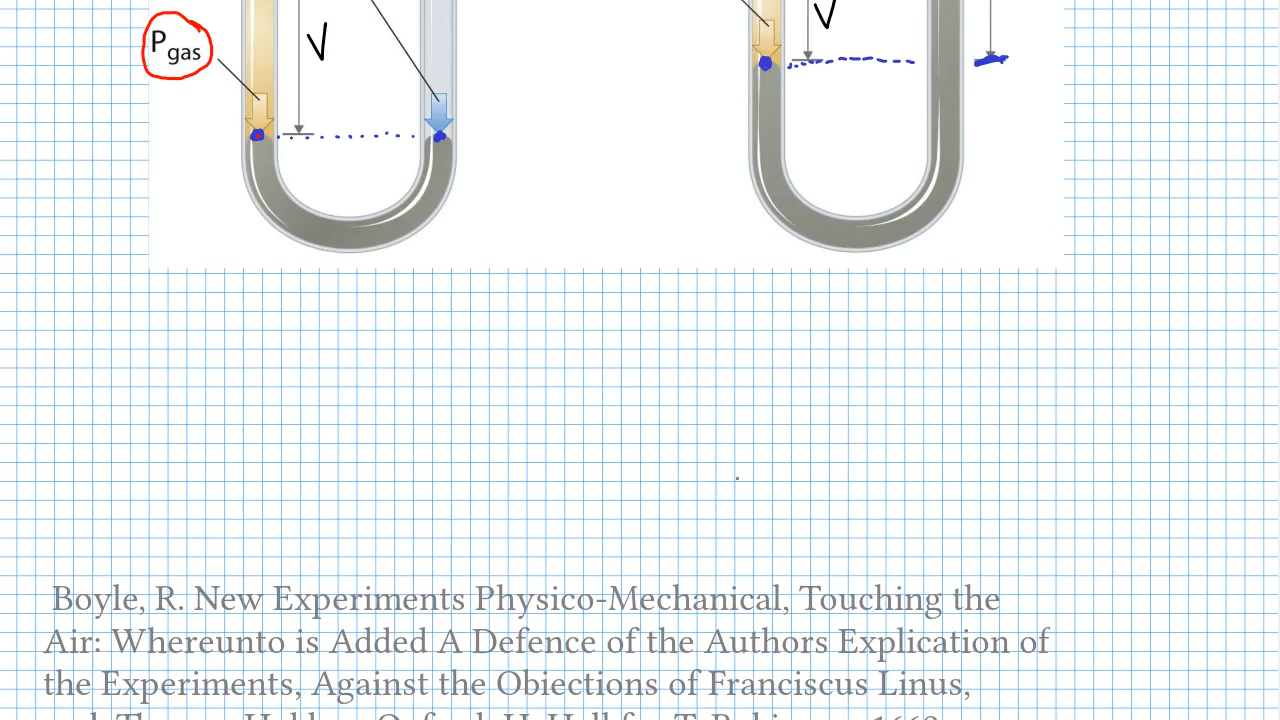 P gas
V
V
Boyle, R. New Experiments Physico-Mechanical, Touching the
Air: Whereunto is Added A Defence of the Authors Explication of
the Experiments, Against the Obiections of Franciscus Linus,